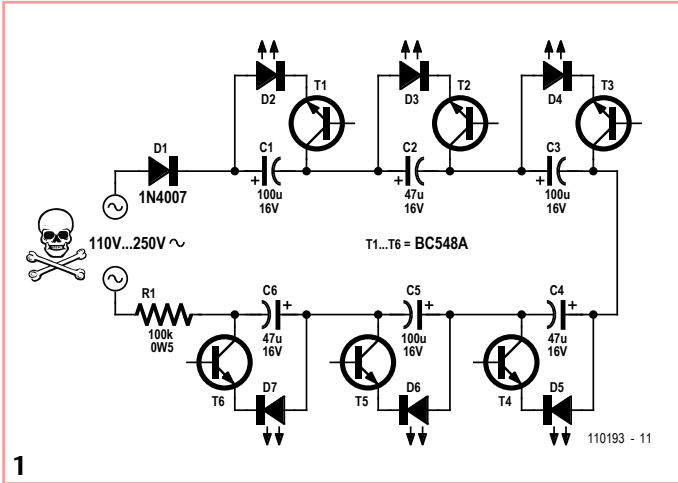 T1
T2
T3
D2
D3
D4
D1
C1
C2
C3
+
+
+
1N4007
100u
16V
47u
16V
100u
16V
110V...250V ~
T1...T6 = BC548A
R1
C6
C5
C4
+
+
+
100k
0W5
47u
16V
100u
16V
47u
16V
D7
D6
D5
T6
T5
T4
110193 - 11
1